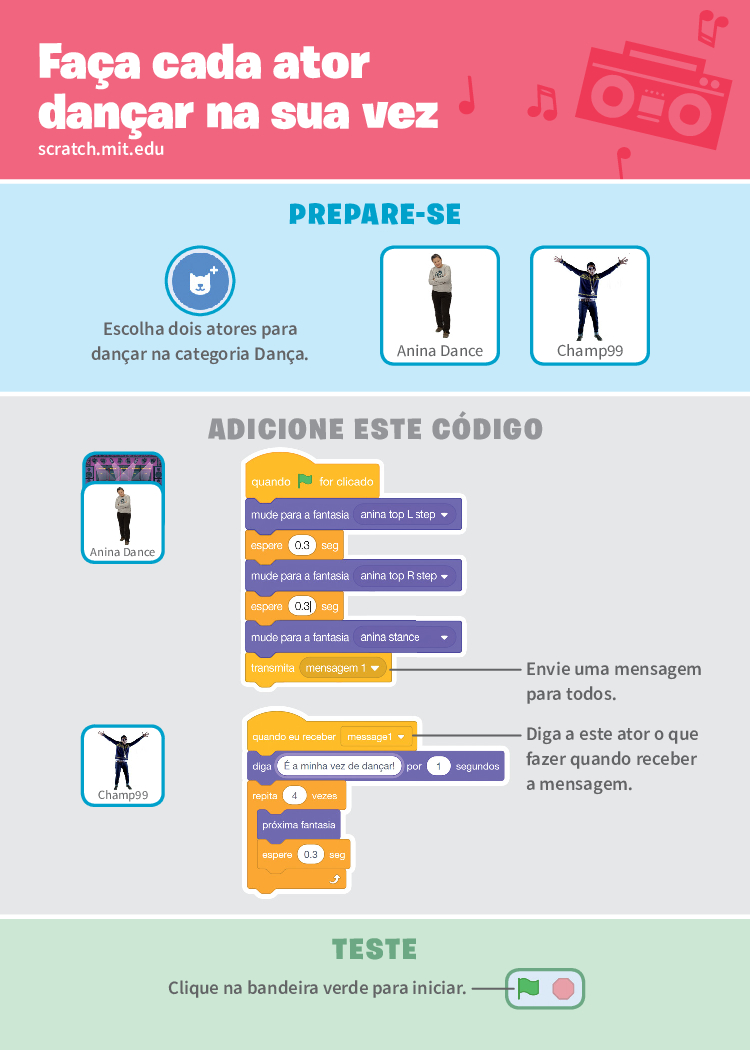 Faça cada ator
dançar na sua vez
scratch.mit.edu
PREPARE-SE
Escolha dois atores para
dançar na categoria Dança.
Anina Dance
Champ99
ADICIONE ESTE CÓDIGO
Anina Dance
quando for clicado
mude para a fantasia anina top L step
espere 0.3 seg
mude para a fantasia anina top R step
espere 0.3 seg
mude para a fantasia anina stance
transmita mensagem 1
Envie uma mensagem
para todos.
Champ99
quando eu receber message1
diga É a minha vez de dançar! por 1 segundos
repita 4 vezes
próxima fantasia
espere 0.3 seg
Diga a este ator o que
fazer quando receber
a mensagem.
TESTE
Clique na bandeira verde para iniciar.